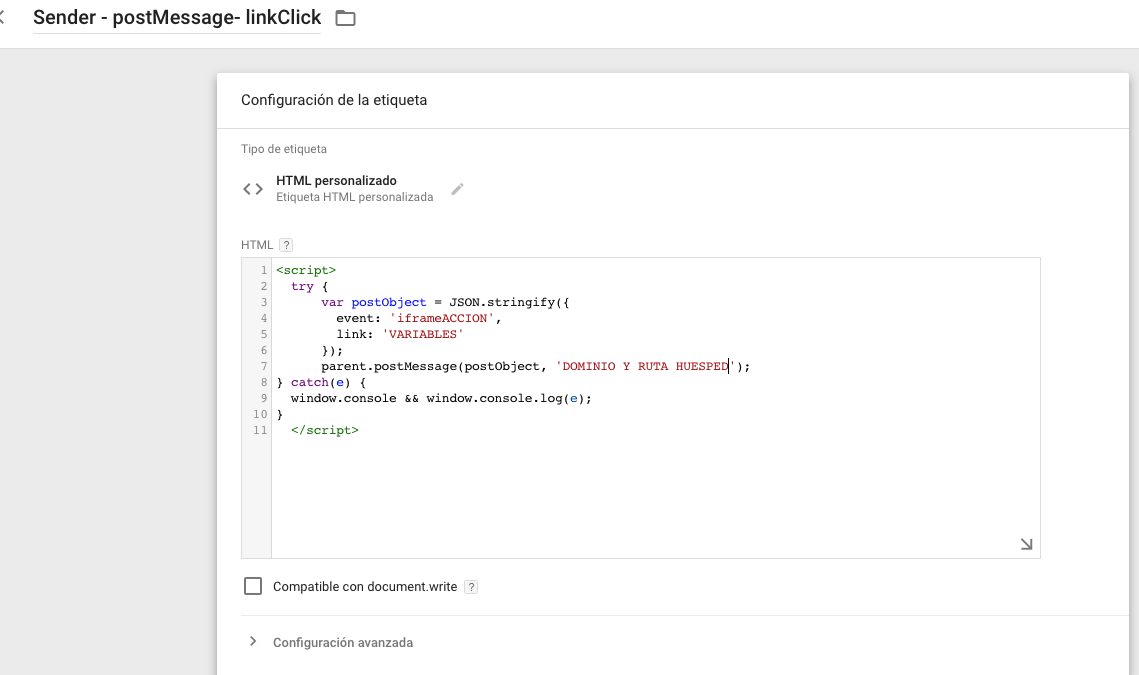 Sender - postMessage- linkClick
Configuración de la etiqueta
Tipo de etiqueta
HTML personalizado
Etiqueta HTML personalizada
HTML ?
1 <script>
2 try {
3 var postObject = JSON.stringify({
4 event: 'iframeACCION',
5 link: 'VARIABLES'
6 });
7 parent.postMessage(postObject, 'DOMINIO Y RUTA HUESPED');
8 } catch(e) {
9 window.console && window.console.log(e);
10 }
11 </script>
Compatible con document.write ?
Configuración avanzada